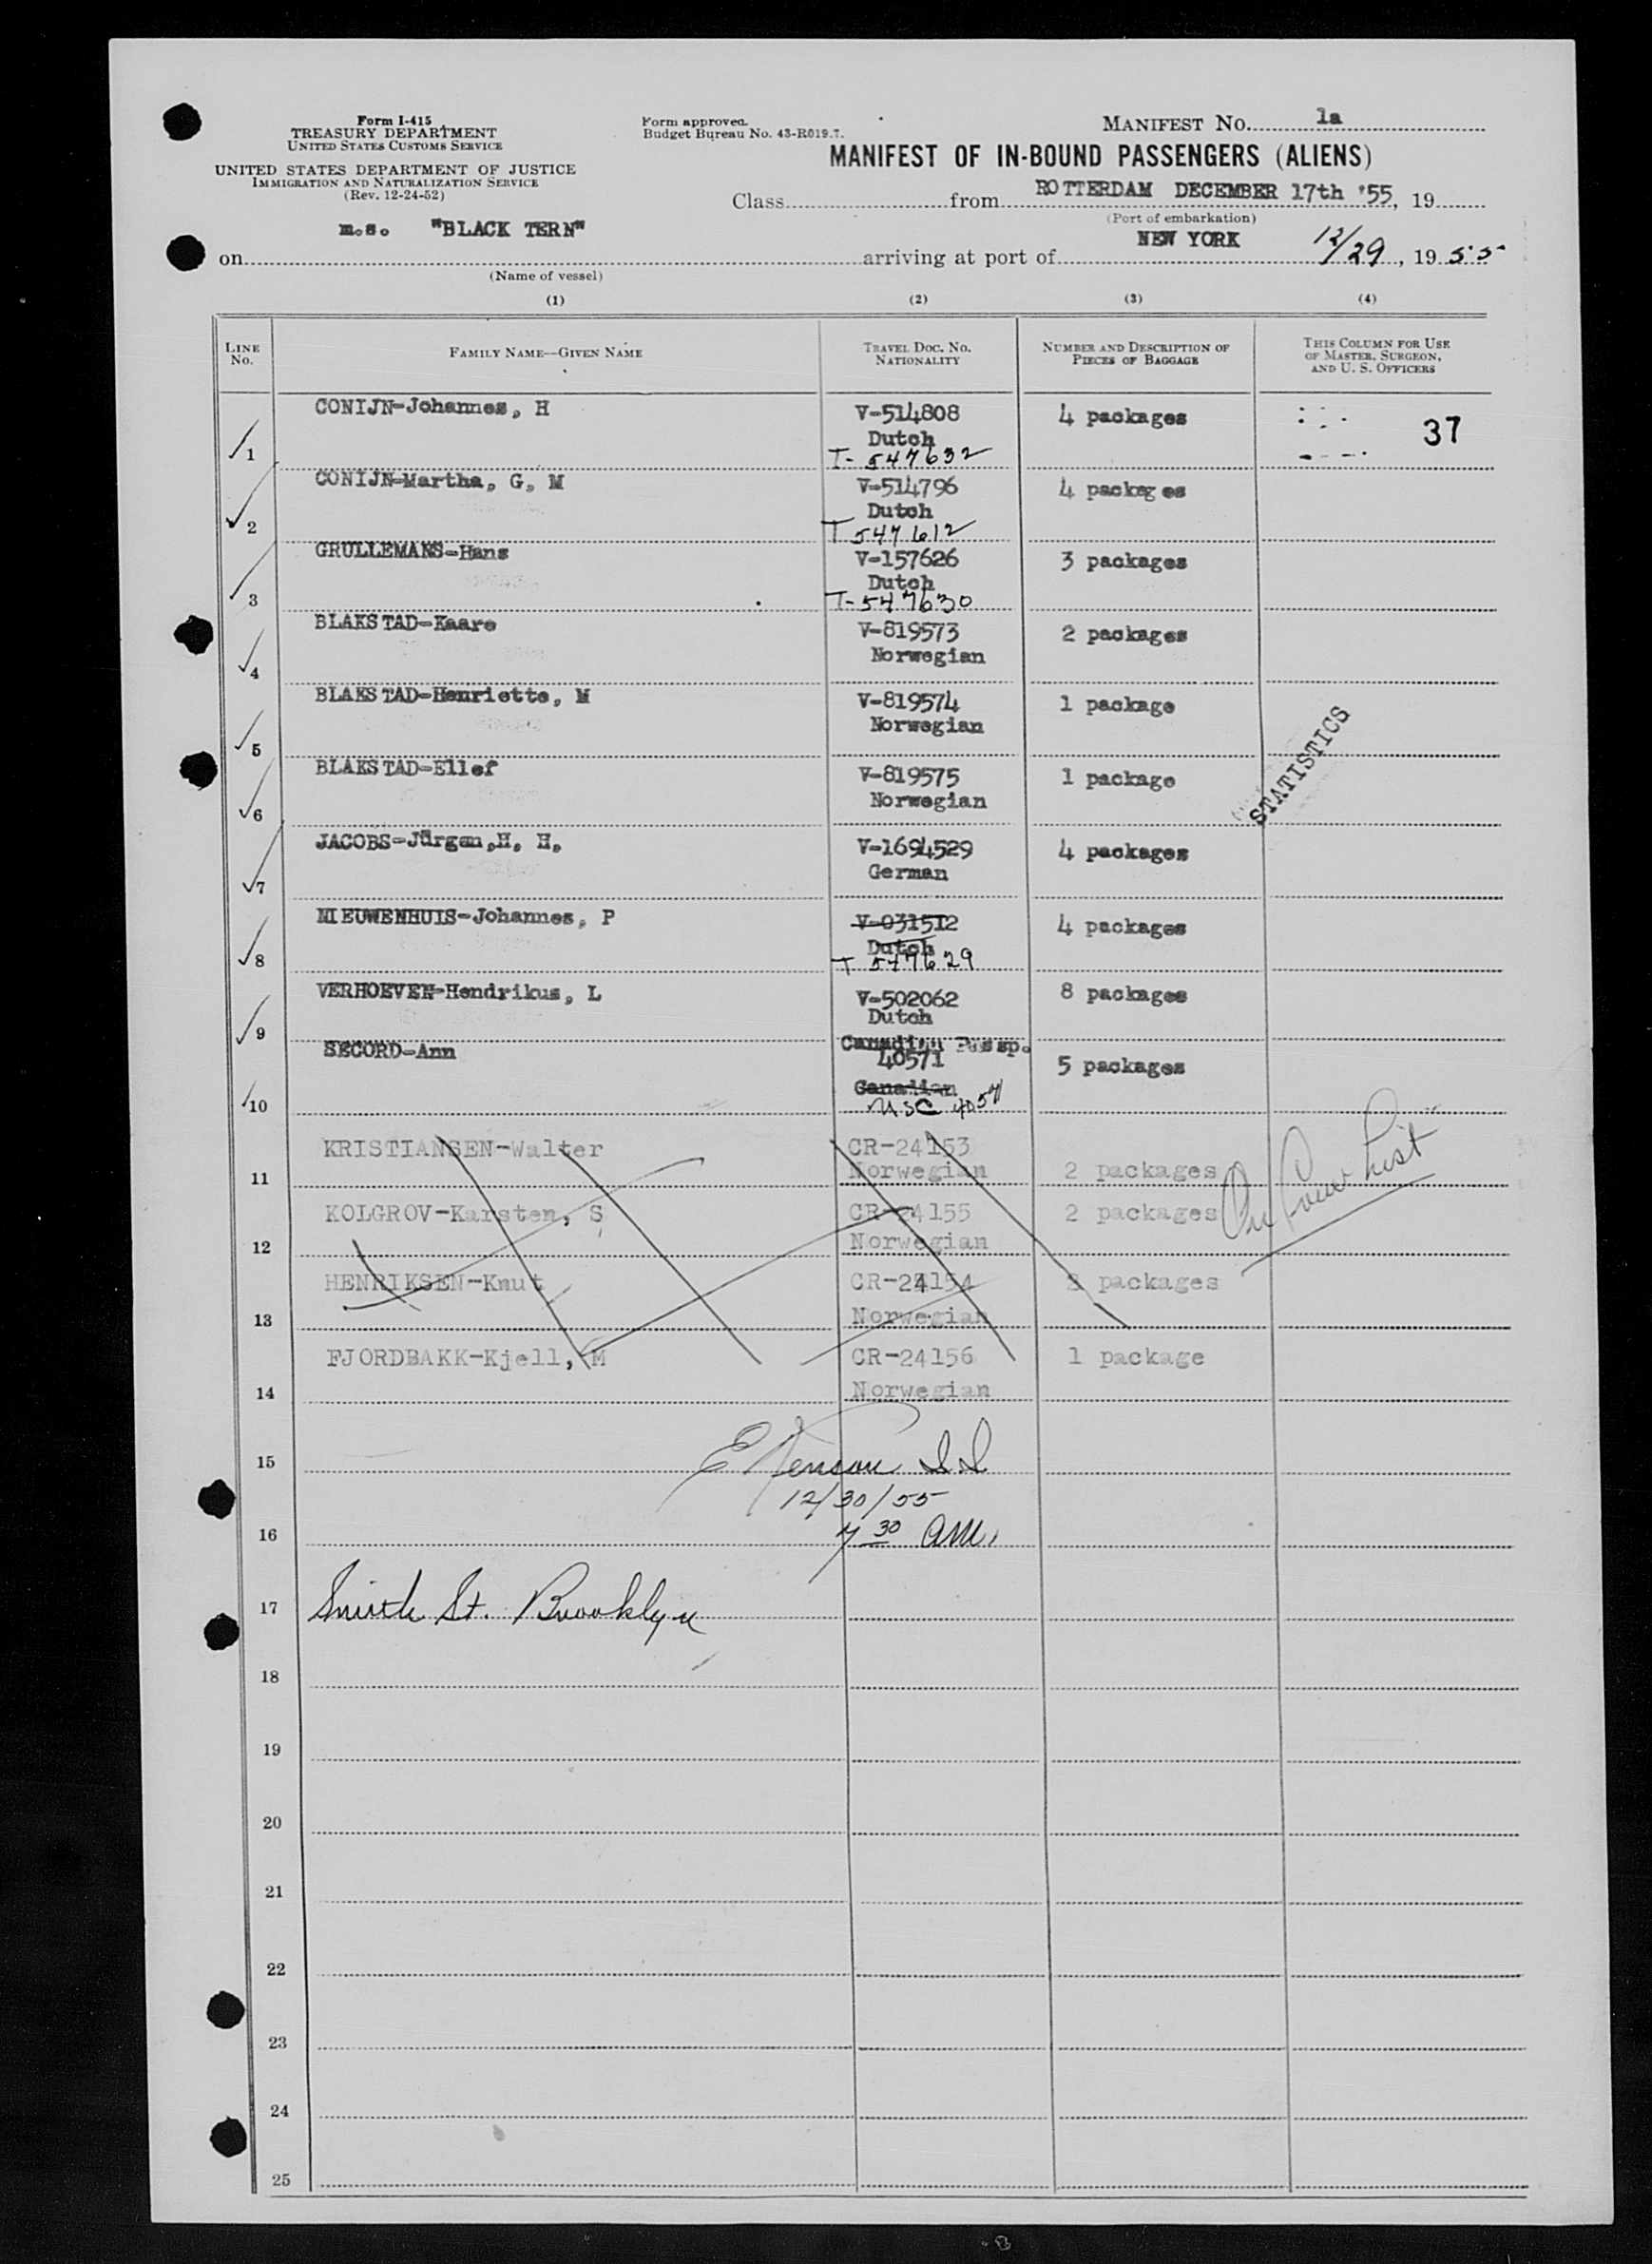 Form I-415
TREASURY DEPARTMENT
UNITED STATES CUSTOMS SERVICE
UNITED STATES DEPARTMENT OF JUSTICE
IMMIGRATION AND NATURALIZATION SERVICE
(Rev. 12-24-52)
Form approved.
Budget Bureau No. 43-R019.7.
MANIFEST NO. 1a
MANIFEST OF IN-BOUND PASSENGERS (ALIENS)
Class from ROTTERDAM DECEMBER 17th '55, 19
(Port of embarkation)
on m.s. "BLACK TERN" arriving at port of NEW YORK 12/29, 1955
(Name of vessel)
(1) (2) (3) (4)
LINE NO. FAMILY NAME—GIVEN NAME TRAVEL DOC. NO. NATIONALITY NUMBER AND DESCRIPTION OF PIECES OF BAGGAGE THIS COLUMN FOR USE OF MASTER, SURGEON, AND U. S. OFFICERS
1 CONIJN-Johannes, H V-514808 Dutch T-547632 4 packages 37
2 CONIJN-Martha, G, M V-514796 Dutch T 547612 4 packages
3 GRULLEMANS-Hans V-157626 Dutch T-547630 3 packages
4 BLAKSTAD-Kaare V-819573 Norwegian 2 packages
5 BLAKSTAD-Henriette, M V-819574 Norwegian 1 package
6 BLAKSTAD-Ellef V-819575 Norwegian 1 package
STATISTICS
7 JACOBS-Jürgen, H. H. V-1694529 German 4 packages
8 NIEUWENHUIS-Johannes, P V-031512 Dutch T 547629 4 packages
9 VERHOEVEN-Hendrikus, L V-502062 Dutch 8 packages
10 SECORD-Ann Canadian Passp. 40571 Canadian USC 5 packages
11 KRISTIANSEN-Walter CR-24153 Norwegian 2 packages
On Crew List
12 KOLGROV-Karsten, S CR-24155 Norwegian 2 packages
13 HENRIKSEN-Knut CR-24154 Norwegian packages
14 FJORDBAKK-Kjell, M CR-24156 Norwegian 1 package
15
12/30/55
16 7 30 AM.
17 Smith St. Brooklyn
18
19
20
21
22
23
24
25